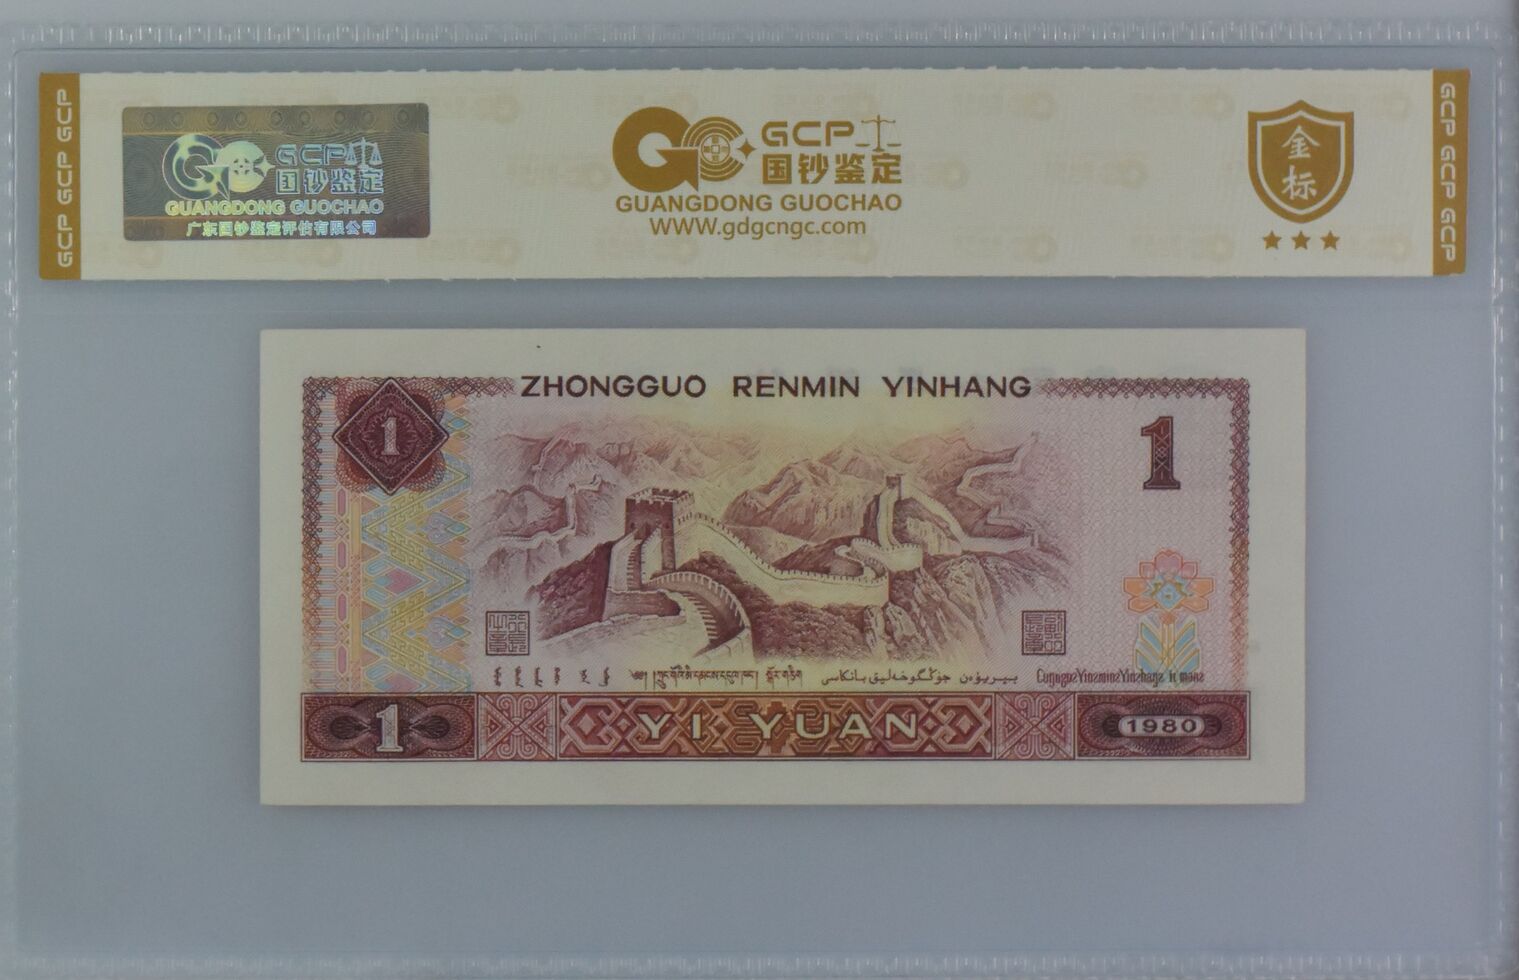 GCP GCP GCP
GCP
国钞鉴定
GUANGDONG GUOCHAO
广东国钞鉴定评估有限公司
GCP
国钞鉴定
GUANGDONG GUOCHAO
WWW.gdgcngc.com
金标
GCP GCP GCP
ZHONGGUO RENMIN YINHANG
1
1
YI YUAN
1
1980